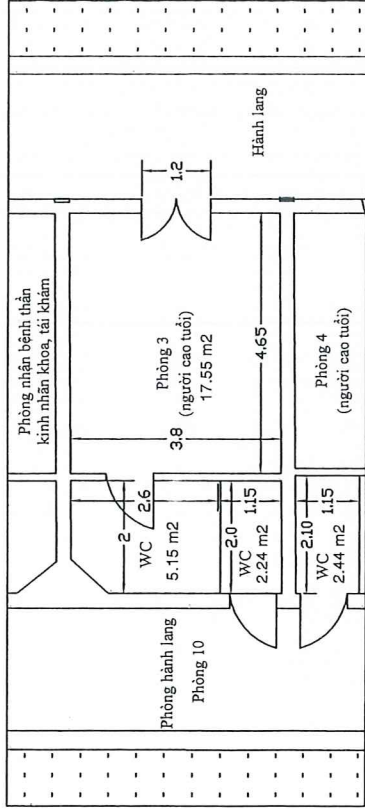 Phòng nhận bệnh thần
kinh nhãn khoa, tái khám
Hành lang
1.2
Phòng 3
(người cao tuổi)
17.55 m2
3.8
4.65
Phòng 4
(người cao tuổi)
2
2.6
WC
5.15 m2
2.0
1.15
WC
2.24 m2
2.10
1.15
WC
2.44 m2
Phòng hành lang
Phòng 10